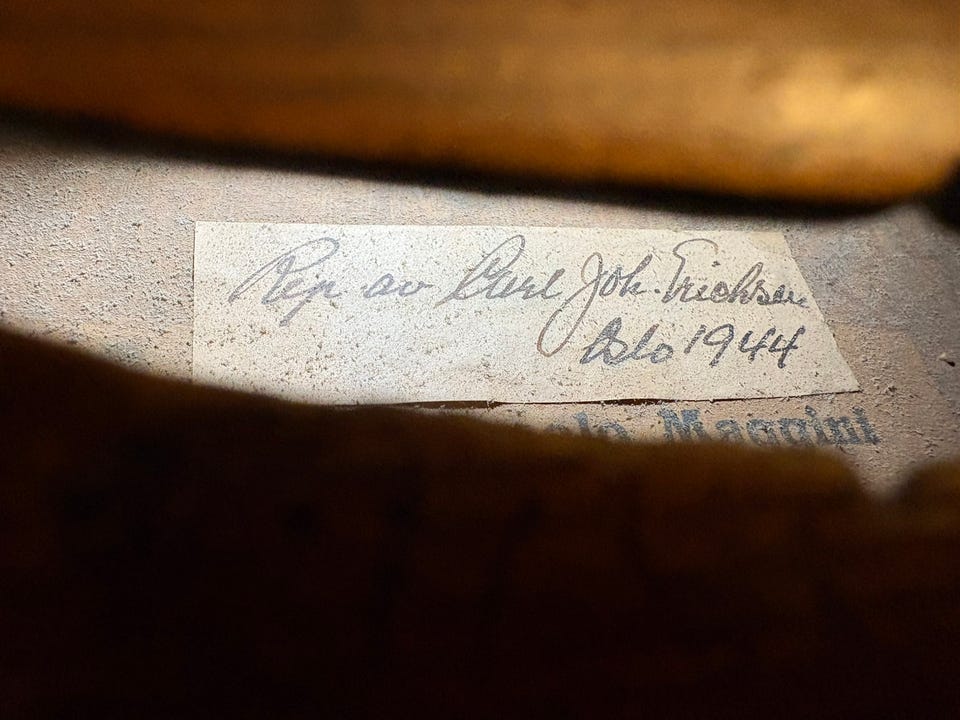 Rep av Carl Joh. Erichsen
Oslo 1944
Maggini